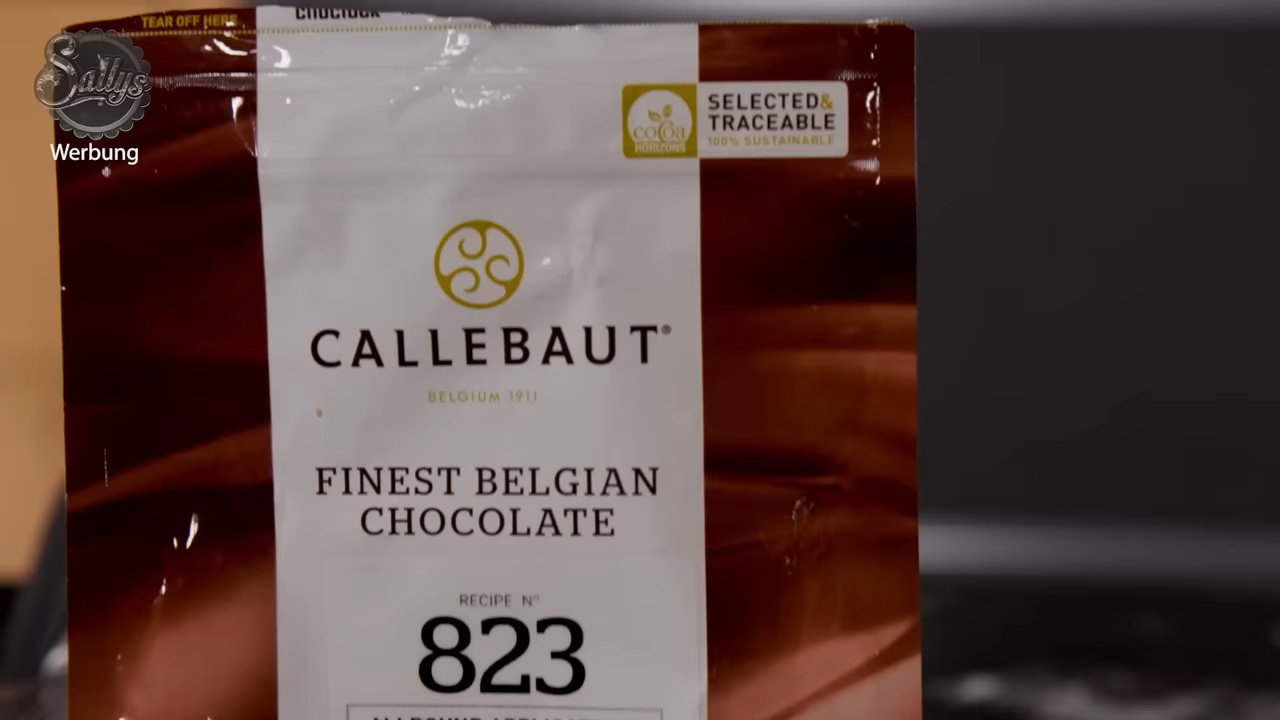 TEAR OFF HERE
Sallys
Werbung
cocoa
HORIZONS
SELECTED&
TRACEABLE
100% SUSTAINABLE
CALLEBAUT®
BELGIUM 1911
FINEST BELGIAN
CHOCOLATE
RECIPE N°
823